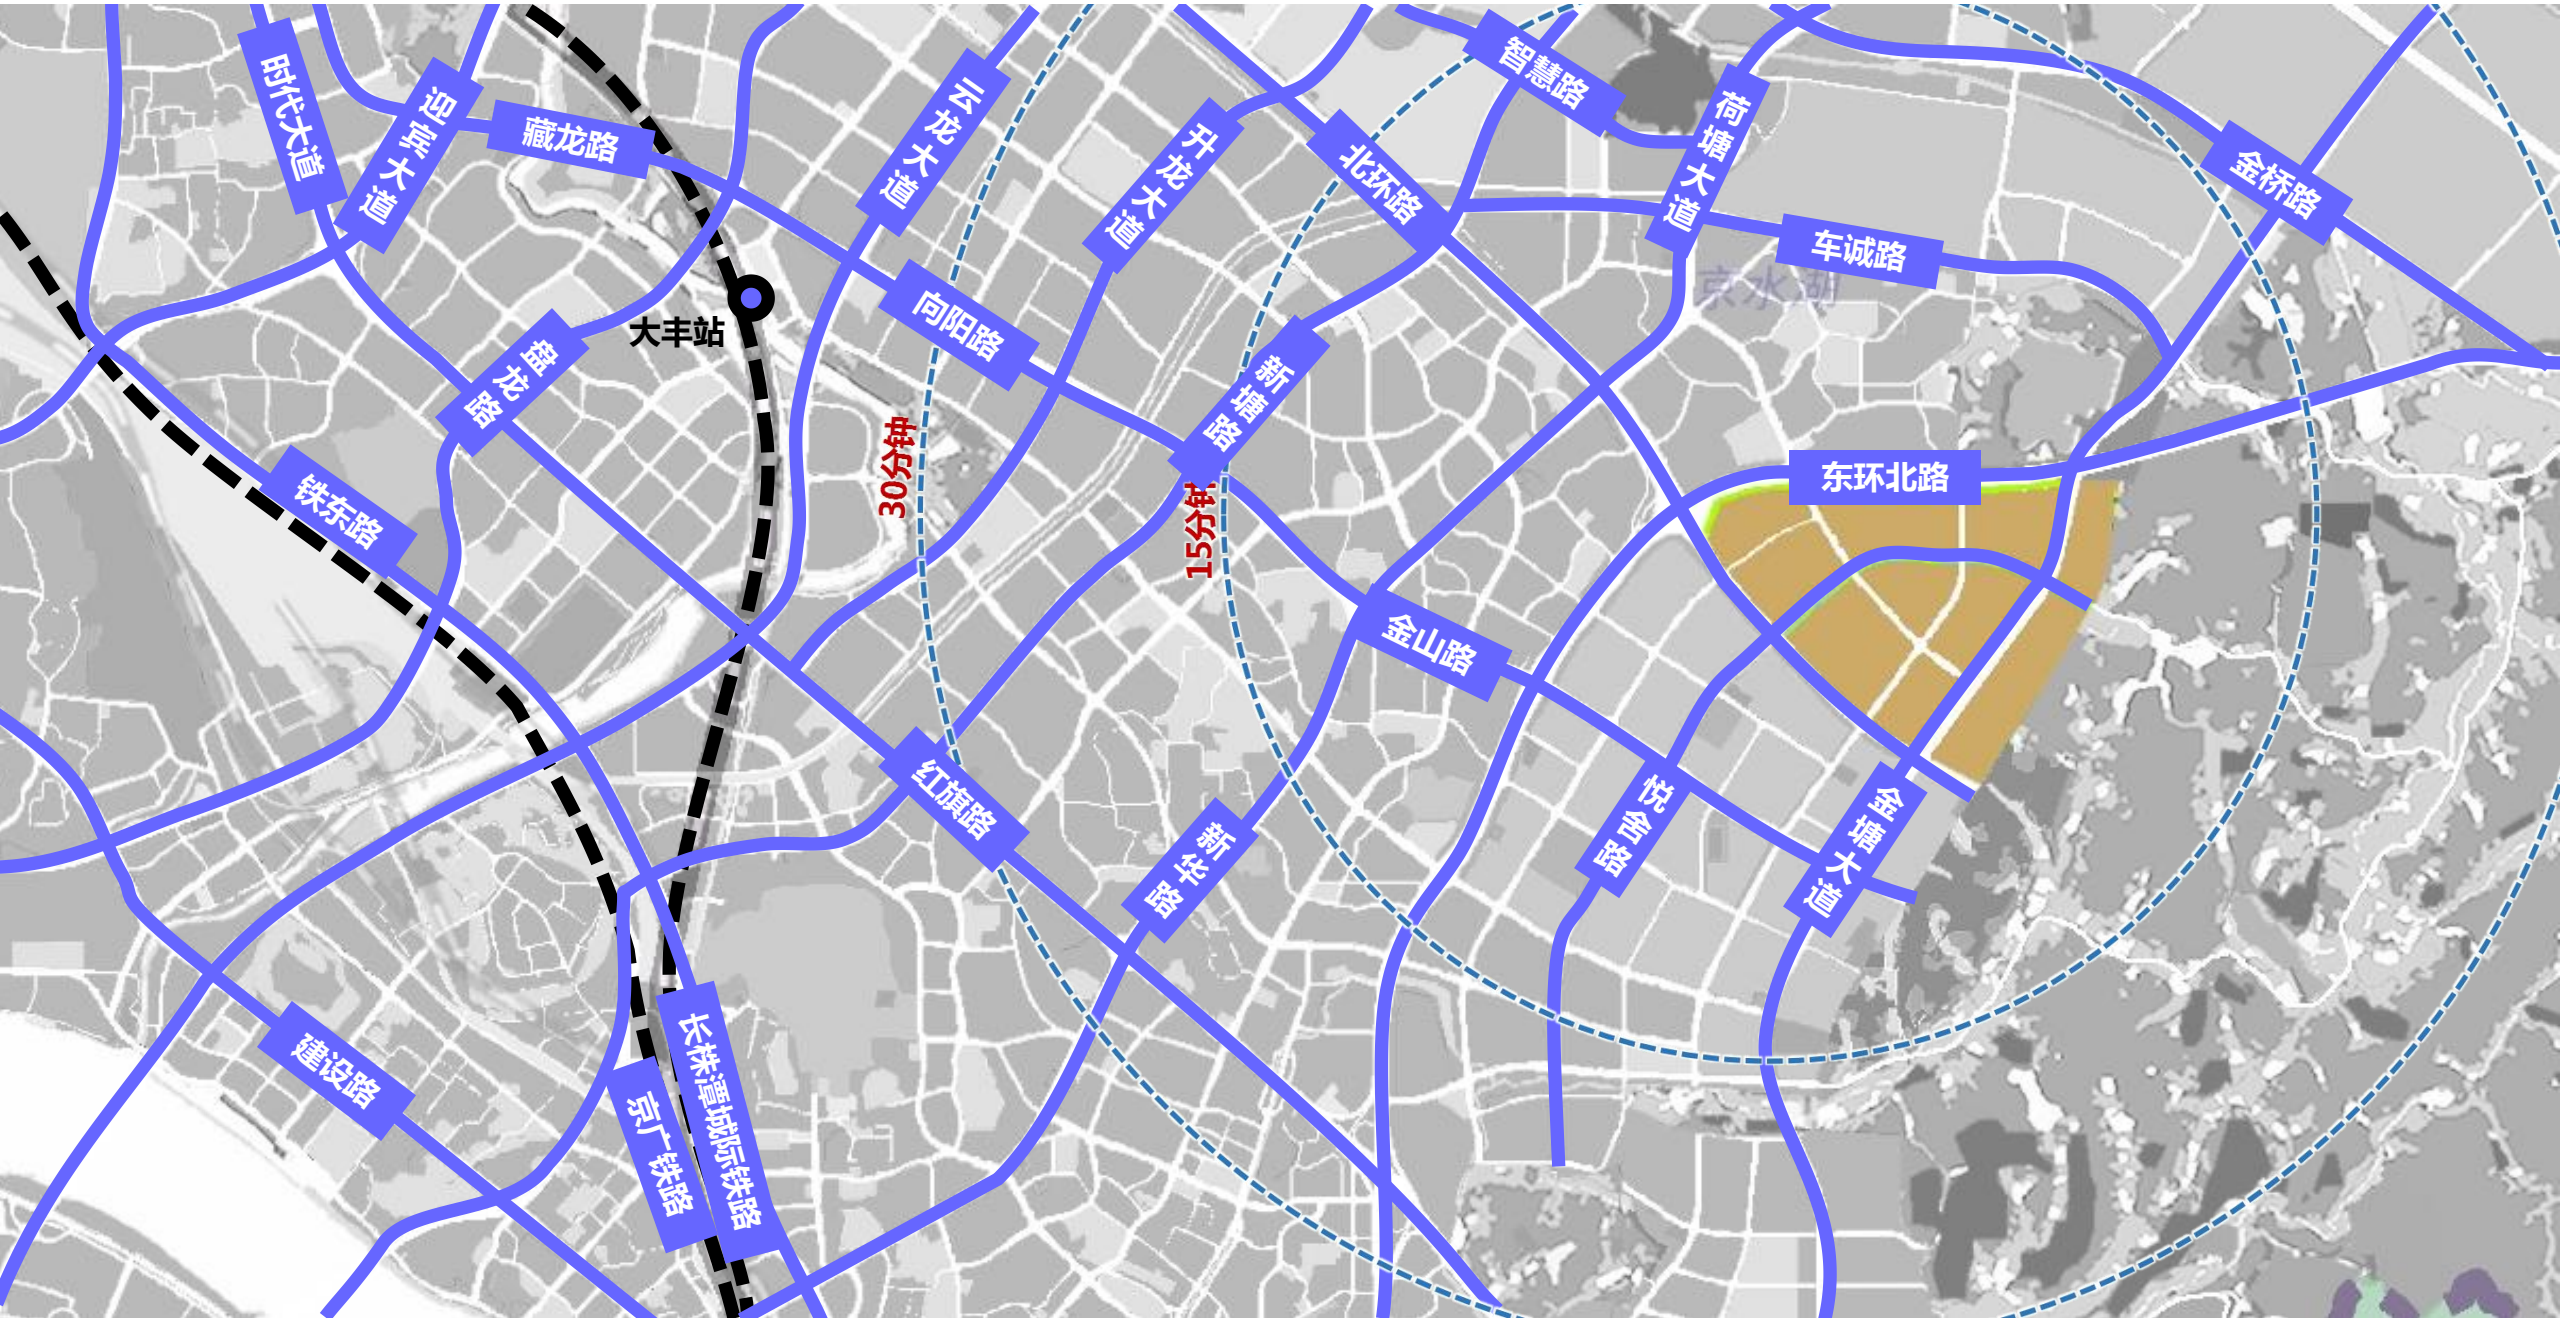 时代大道
迎宾大道
藏龙路
云龙大道
升龙大道
智慧路
北环路
荷塘大道
金桥路
车诚路
京水湖
大丰站
向阳路
盘龙路
新塘路
30分钟
15分钟
铁东路
东环北路
金山路
红旗路
新华路
悦舍路
金塘大道
建设路
京广铁路
长株潭城际铁路